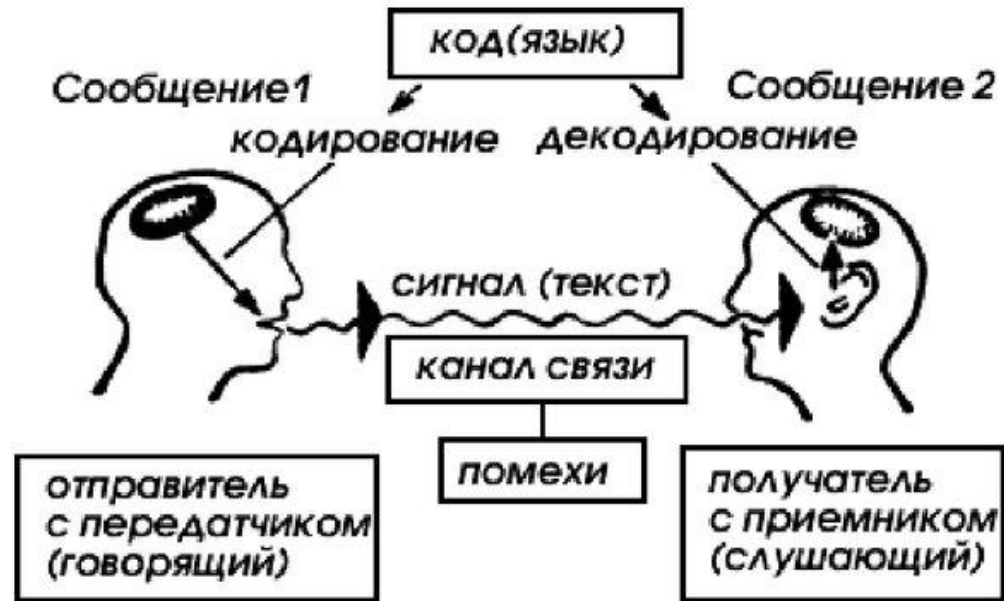 код(язык)
Сообщение1
Сообщение 2
кодирование
декодирование
сигнал (текст)
канал связи
помехи
отправитель
с передатчиком
(говорящий)
получатель
с приемником
(слушающий)